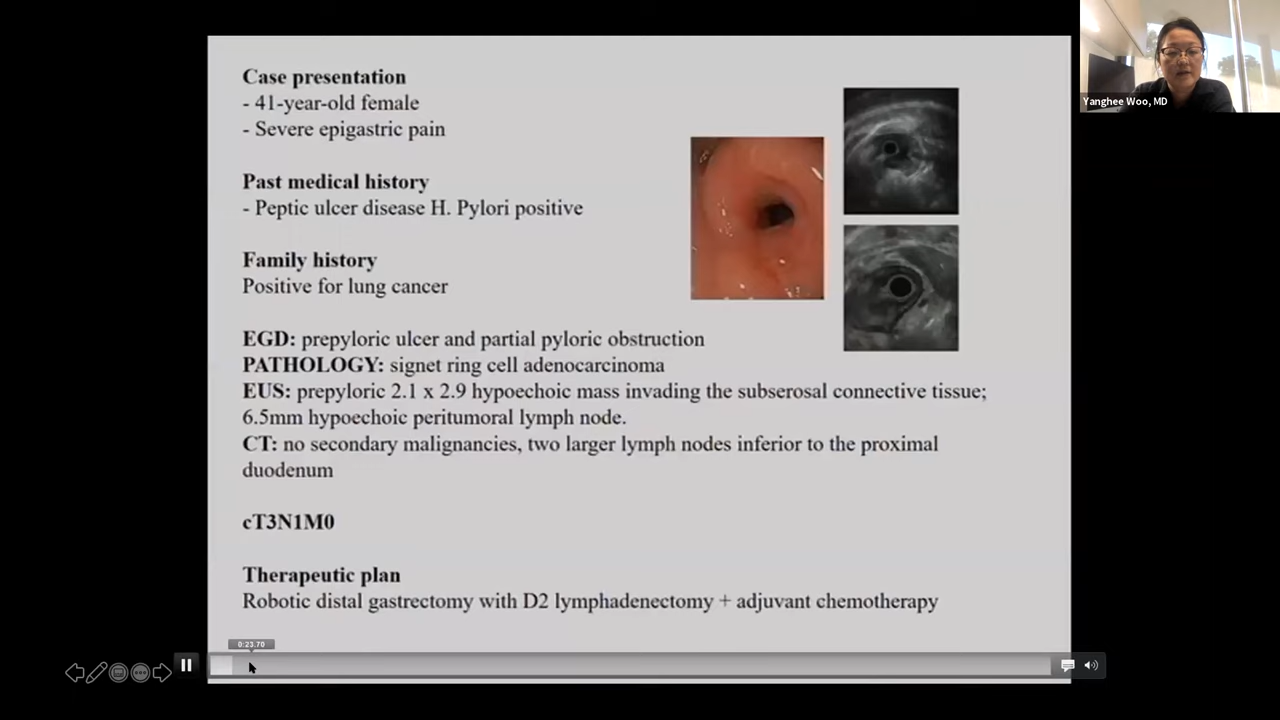 Case presentation
- 41-year-old female
- Severe epigastric pain
Past medical history
- Peptic ulcer disease H. Pylori positive
Family history
Positive for lung cancer
EGD: prepyloric ulcer and partial pyloric obstruction
PATHOLOGY: signet ring cell adenocarcinoma
EUS: prepyloric 2.1 x 2.9 hypoechoic mass invading the subserosal connective tissue;
6.5mm hypoechoic peritumoral lymph node.
CT: no secondary malignancies, two larger lymph nodes inferior to the proximal
duodenum
cT3N1M0
Therapeutic plan
Robotic distal gastrectomy with D2 lymphadenectomy + adjuvant chemotherapy
0:23.70
Yanghee Woo, MD